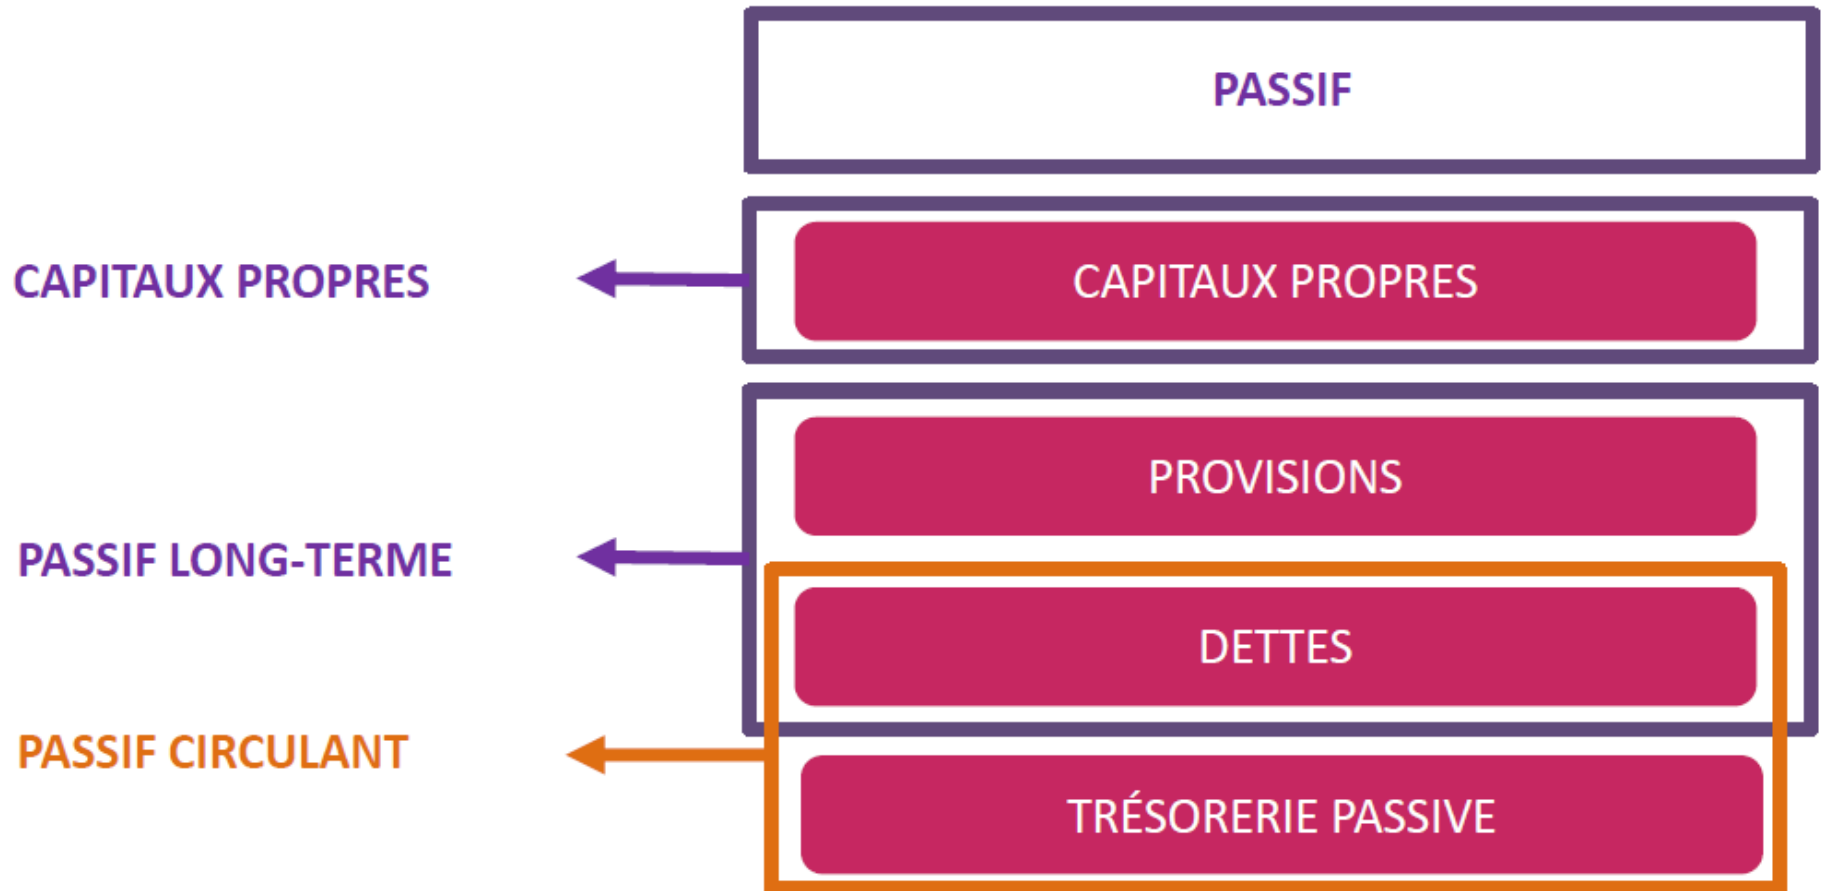 PASSIF
CAPITAUX PROPRES
CAPITAUX PROPRES
PROVISIONS
PASSIF LONG-TERME
DETTES
PASSIF CIRCULANT
TRÉSORERIE PASSIVE